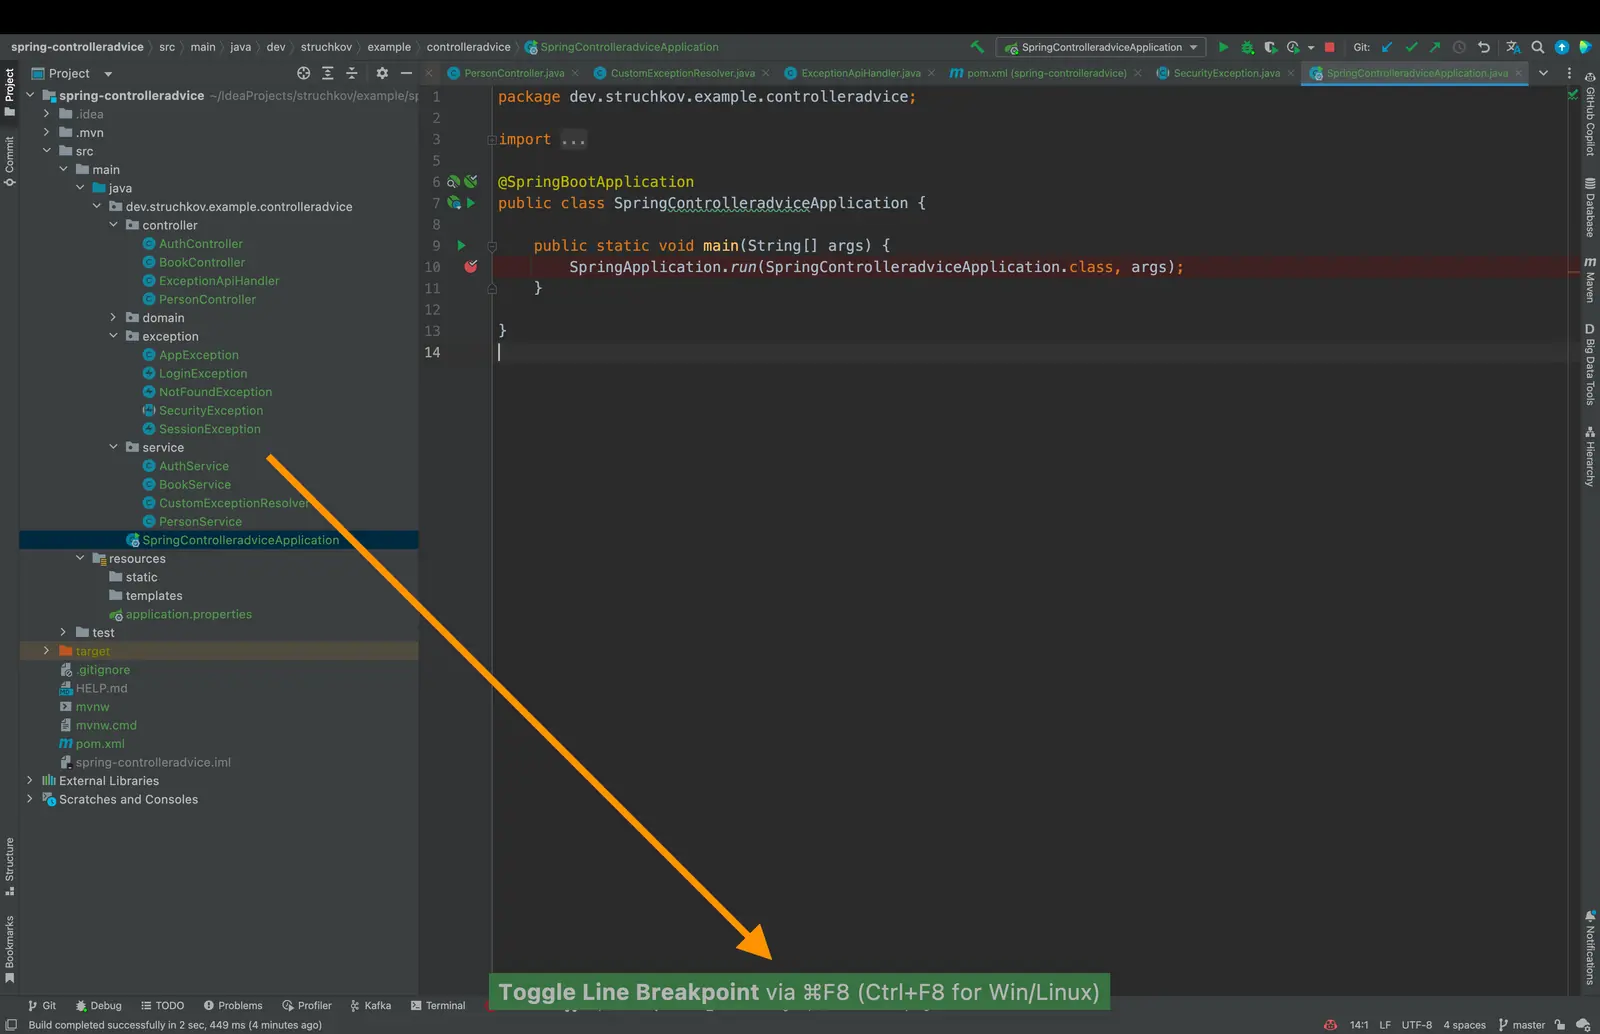 spring-controlleradvice src main java dev struchkov example controlleradvice SpringControlleradviceApplication
SpringControlleradviceApplication Git:
Project
PersonController.java CustomExceptionResolver.java ExceptionApiHandler.java pom.xml (spring-controlleradvice) SecurityException.java SpringControlleradviceApplication.java
Project
Commit
Structure
Bookmarks
spring-controlleradvice ~/IdeaProjects/struchkov/example/sp
.idea
.mvn
src
main
java
dev.struchkov.example.controlleradvice
controller
AuthController
BookController
ExceptionApiHandler
PersonController
domain
exception
AppException
LoginException
NotFoundException
SecurityException
SessionException
service
AuthService
BookService
CustomExceptionResolver
PersonService
SpringControlleradviceApplication
resources
static
templates
application.properties
test
target
.gitignore
HELP.md
mvnw
mvnw.cmd
pom.xml
spring-controlleradvice.iml
External Libraries
Scratches and Consoles
1 package dev.struchkov.example.controlleradvice;
2
3 import ...
5
6 @SpringBootApplication
7 public class SpringControlleradviceApplication {
8
9 public static void main(String[] args) {
10 SpringApplication.run(SpringControlleradviceApplication.class, args);
11 }
12
13 }
14
GitHub Copilot
Database
Maven
Big Data Tools
Hierarchy
Notifications
Toggle Line Breakpoint via ⌘F8 (Ctrl+F8 for Win/Linux)
Git Debug TODO Problems Profiler Kafka Terminal
Build completed successfully in 2 sec, 449 ms (4 minutes ago) 14:1 LF UTF-8 4 spaces master